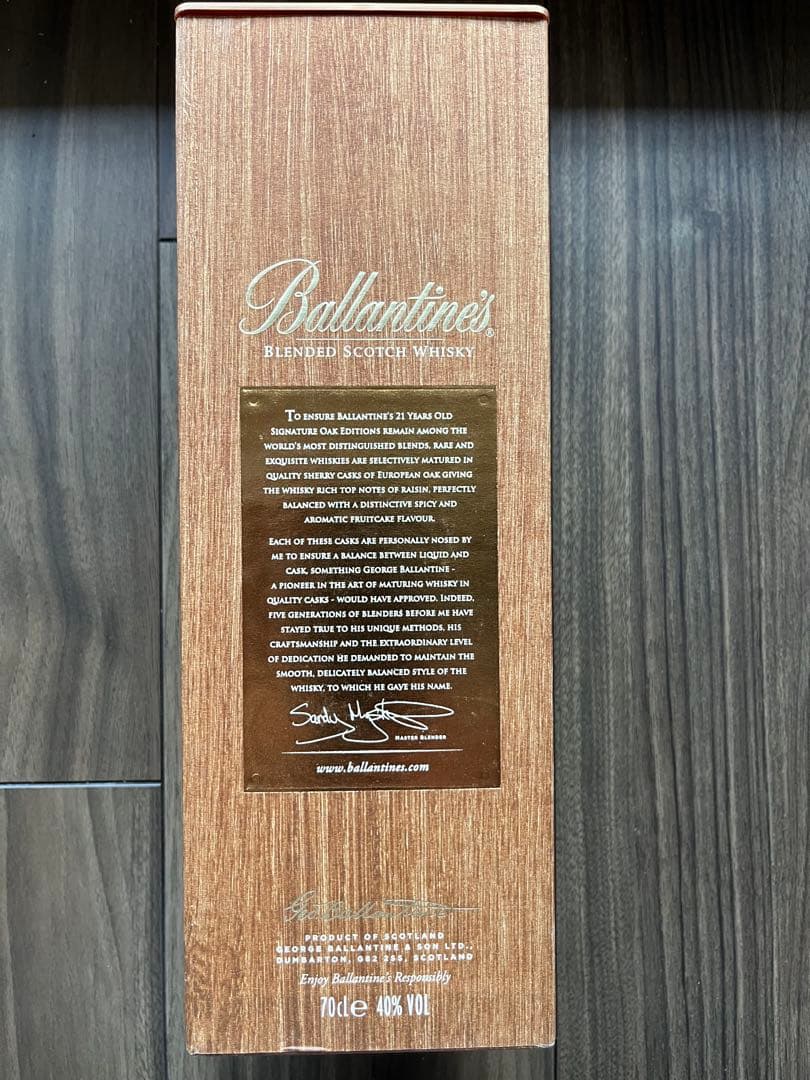 Ballantine's®
BLENDED SCOTCH WHISKY
TO ENSURE BALLANTINE'S 21 YEARS OLD
SIGNATURE OAK EDITIONS REMAIN AMONG THE
WORLD'S MOST DISTINGUISHED BLENDS, RARE AND
EXQUISITE WHISKIES ARE SELECTIVELY MATURED IN
QUALITY SHERRY CASKS OF EUROPEAN OAK GIVING
THE WHISKY RICH TOP NOTES OF RAISIN, PERFECTLY
BALANCED WITH A DISTINCTIVE SPICY AND
AROMATIC FRUITCAKE FLAVOUR.
EACH OF THESE CASKS ARE PERSONALLY NOSED BY
ME TO ENSURE A BALANCE BETWEEN LIQUID AND
CASK, SOMETHING GEORGE BALLANTINE -
A PIONEER IN THE ART OF MATURING WHISKY IN
QUALITY CASKS - WOULD HAVE APPROVED. INDEED,
FIVE GENERATIONS OF BLENDERS BEFORE ME HAVE
STAYED TRUE TO HIS UNIQUE METHODS, HIS
CRAFTSMANSHIP AND THE EXTRAORDINARY LEVEL
OF DEDICATION HE DEMANDED TO MAINTAIN THE
SMOOTH, DELICATELY BALANCED STYLE OF THE
WHISKY, TO WHICH HE GAVE HIS NAME.
Sandy
MASTER BLENDER
www.ballantines.com
Geo Ballantine
PRODUCT OF SCOTLAND
GEORGE BALLANTINE & SON LTD.,
DUMBARTON, G82 2SS, SCOTLAND
Enjoy Ballantine's Responsibly
70cl e 40% VOL